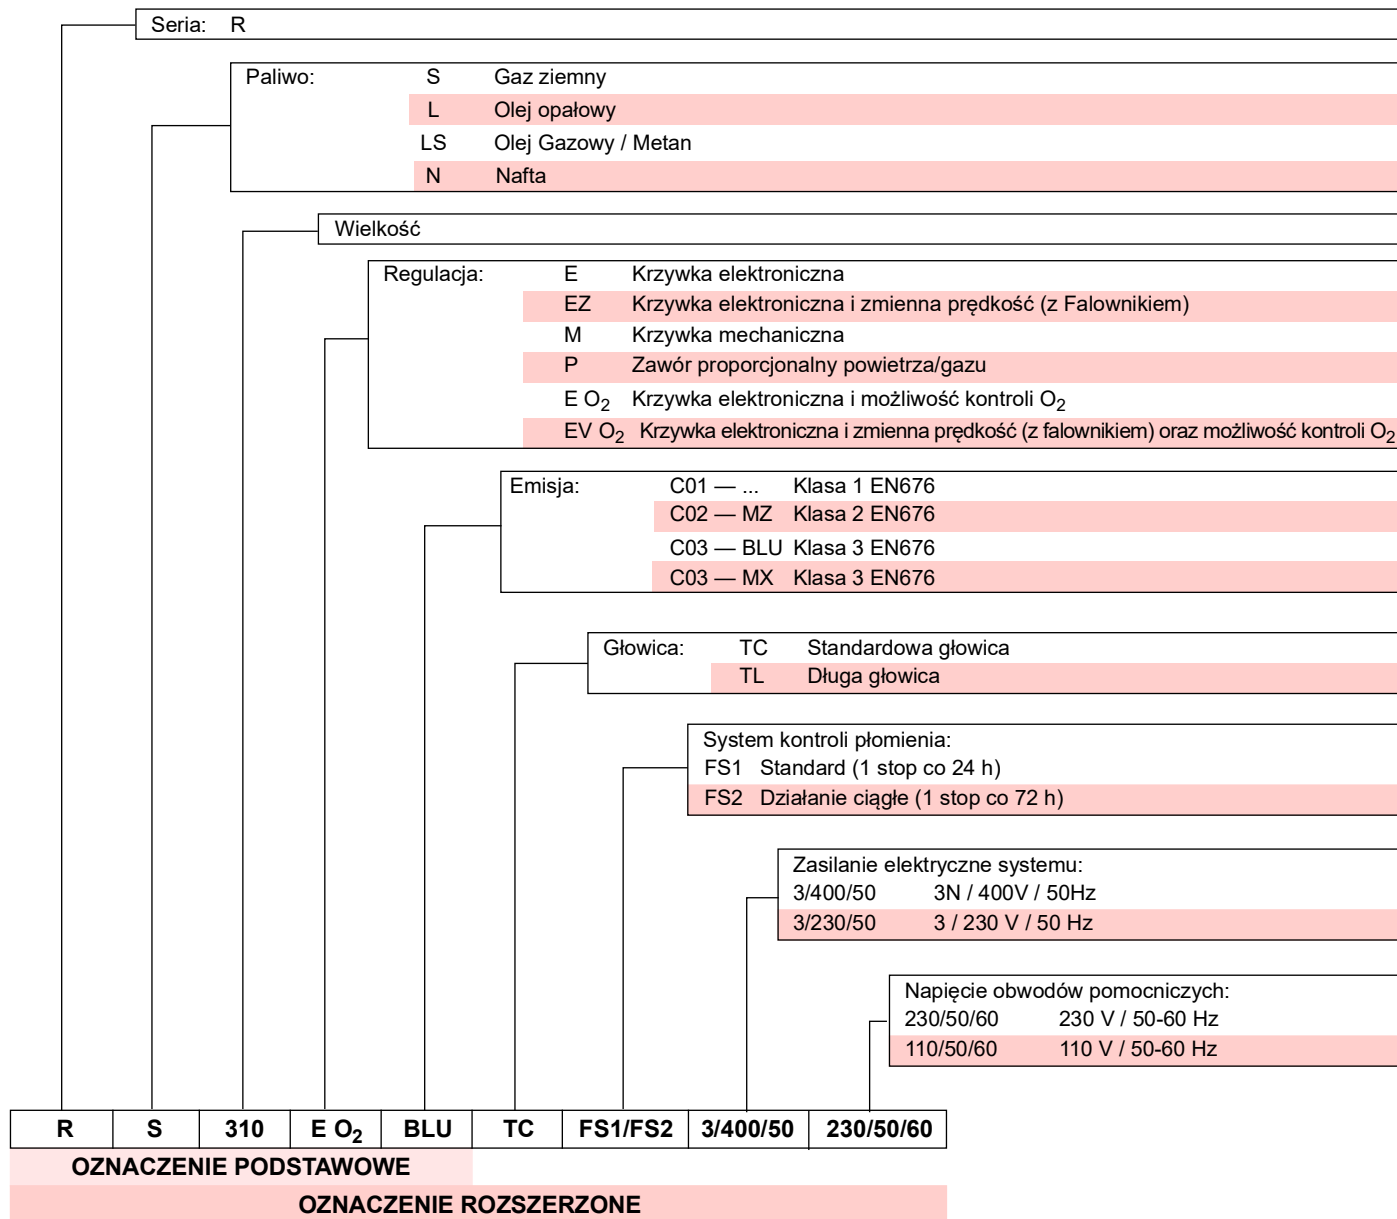 Seria: R
Paliwo: S Gaz ziemny
L Olej opałowy
LS Olej Gazowy / Metan
N Nafta
Wielkość
Regulacja: E Krzywka elektroniczna
EZ Krzywka elektroniczna i zmienna prędkość (z Falownikiem)
M Krzywka mechaniczna
P Zawór proporcjonalny powietrza/gazu
E O₂ Krzywka elektroniczna i możliwość kontroli O₂
EV O₂ Krzywka elektroniczna i zmienna prędkość (z falownikiem) oraz możliwość kontroli O₂
Emisja: C01 — ... Klasa 1 EN676
C02 — MZ Klasa 2 EN676
C03 — BLU Klasa 3 EN676
C03 — MX Klasa 3 EN676
Głowica: TC Standardowa głowica
TL Długa głowica
System kontroli płomienia:
FS1 Standard (1 stop co 24 h)
FS2 Działanie ciągłe (1 stop co 72 h)
Zasilanie elektryczne systemu:
3/400/50 3N / 400V / 50Hz
3/230/50 3 / 230 V / 50 Hz
Napięcie obwodów pomocniczych:
230/50/60 230 V / 50-60 Hz
110/50/60 110 V / 50-60 Hz
R S 310 E O₂ BLU TC FS1/FS2 3/400/50 230/50/60
OZNACZENIE PODSTAWOWE
OZNACZENIE ROZSZERZONE